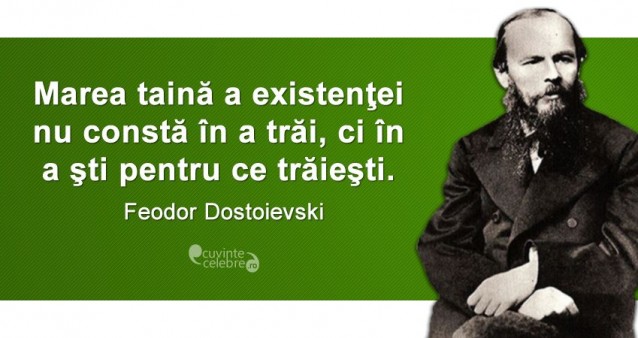 Marea taină a existenţei
nu constă în a trăi, ci în
a şti pentru ce trăieşti.
Feodor Dostoievski
cuvinte
celebre.ro